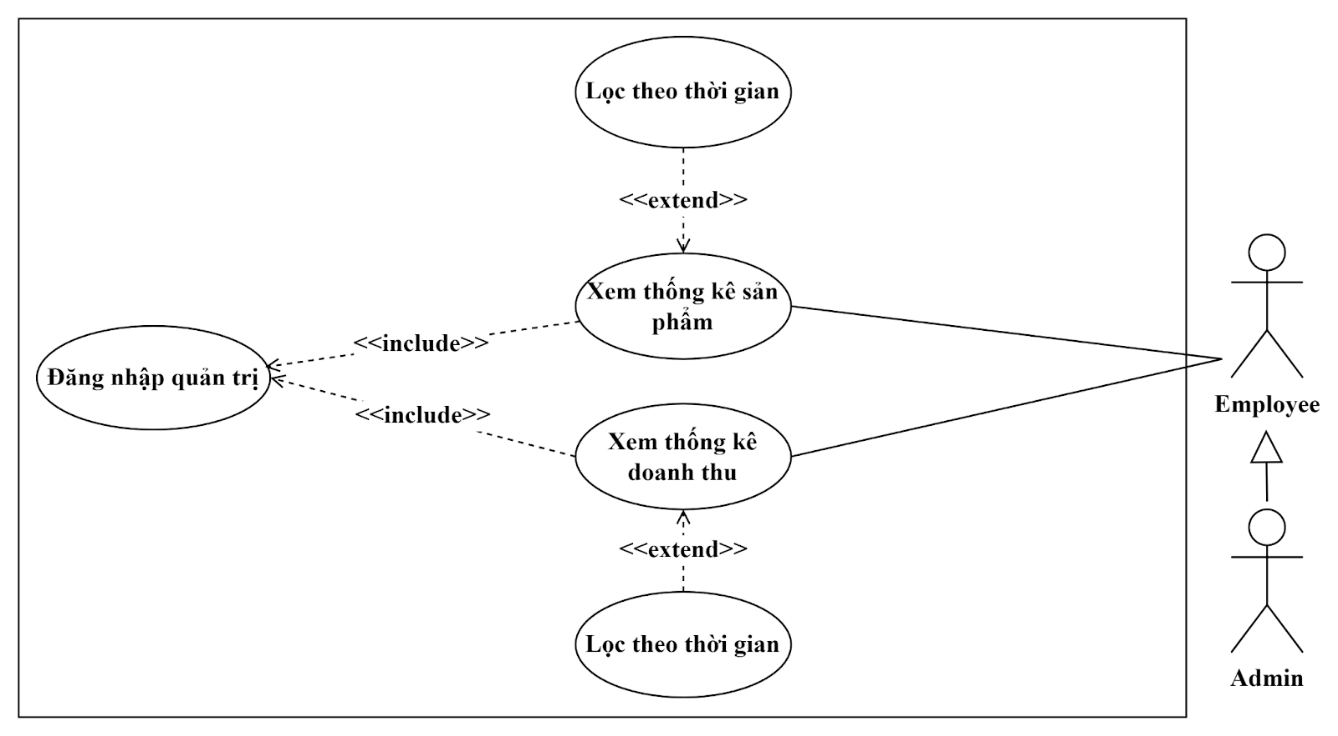 Lọc theo thời gian
<<extend>>
Xem thống kê sản
phẩm
<<include>>
Đăng nhập quản trị
<<include>>
Xem thống kê
doanh thu
<<extend>>
Lọc theo thời gian
Employee
Admin